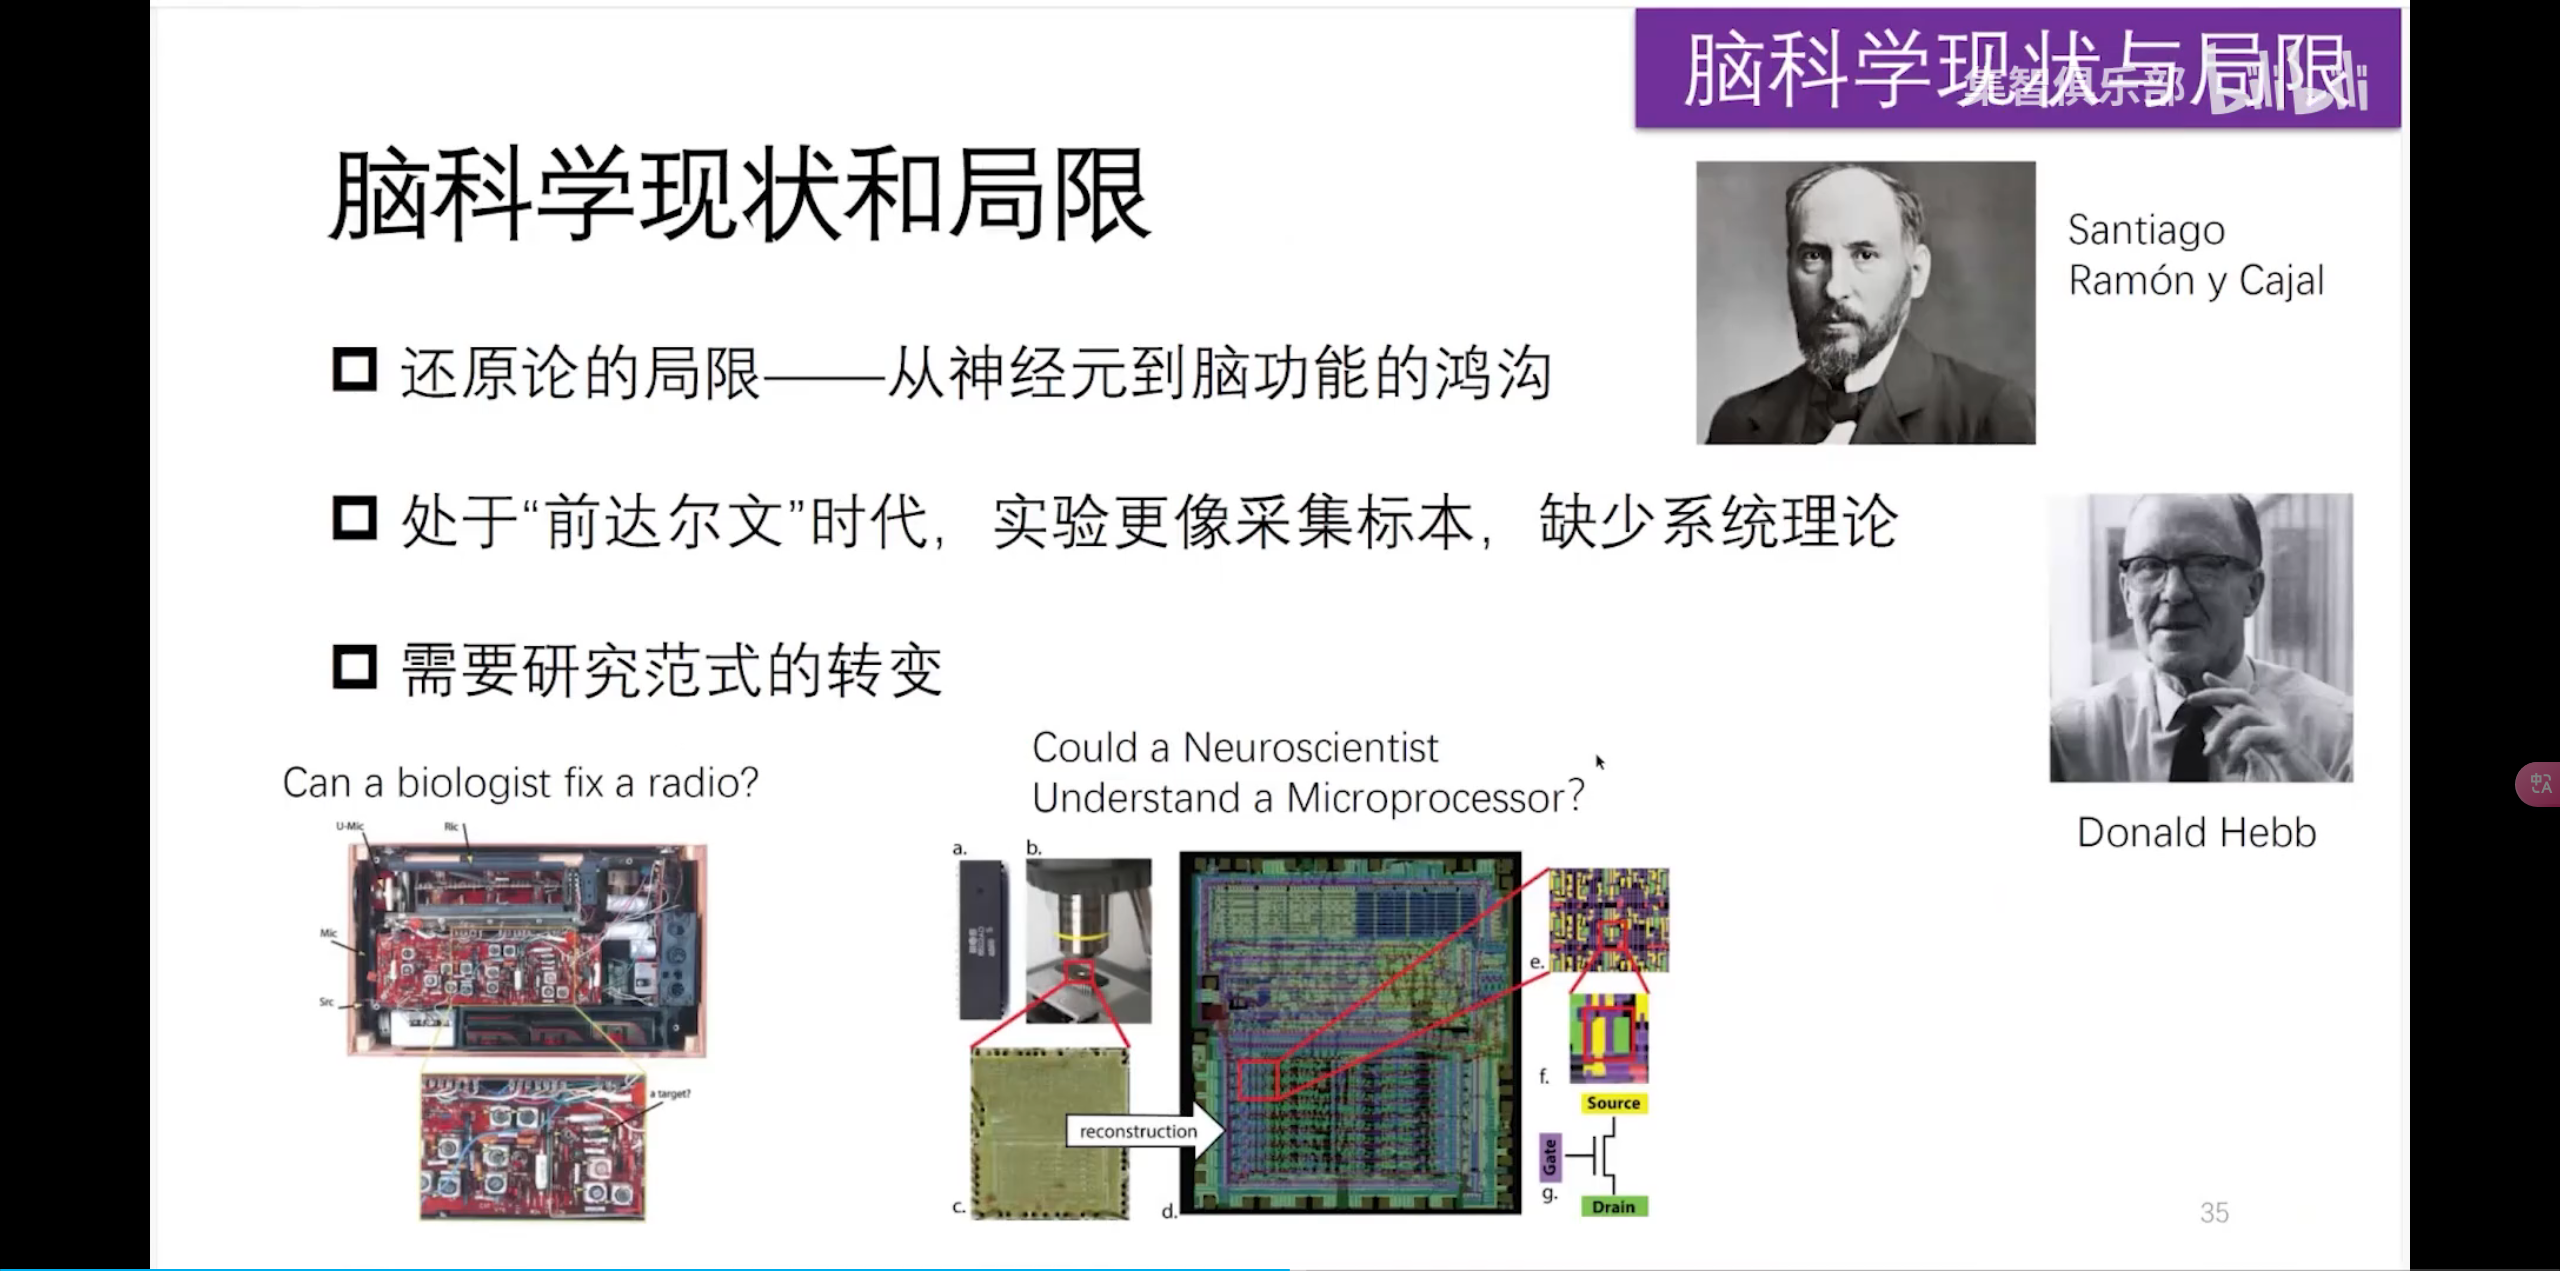 脑科学现状与局限
集智俱乐部 bilibili
脑科学现状和局限
Santiago
Ramón y Cajal
还原论的局限——从神经元到脑功能的鸿沟
处于“前达尔文”时代，实验更像采集标本，缺少系统理论
需要研究范式的转变
Donald Hebb
Can a biologist fix a radio?
U-Mic
Ric
Mic
Src
a target?
Could a Neuroscientist
Understand a Microprocessor?
a.
b.
c.
reconstruction
d.
e.
f.
Source
Gate
g.
Drain
35
中
A